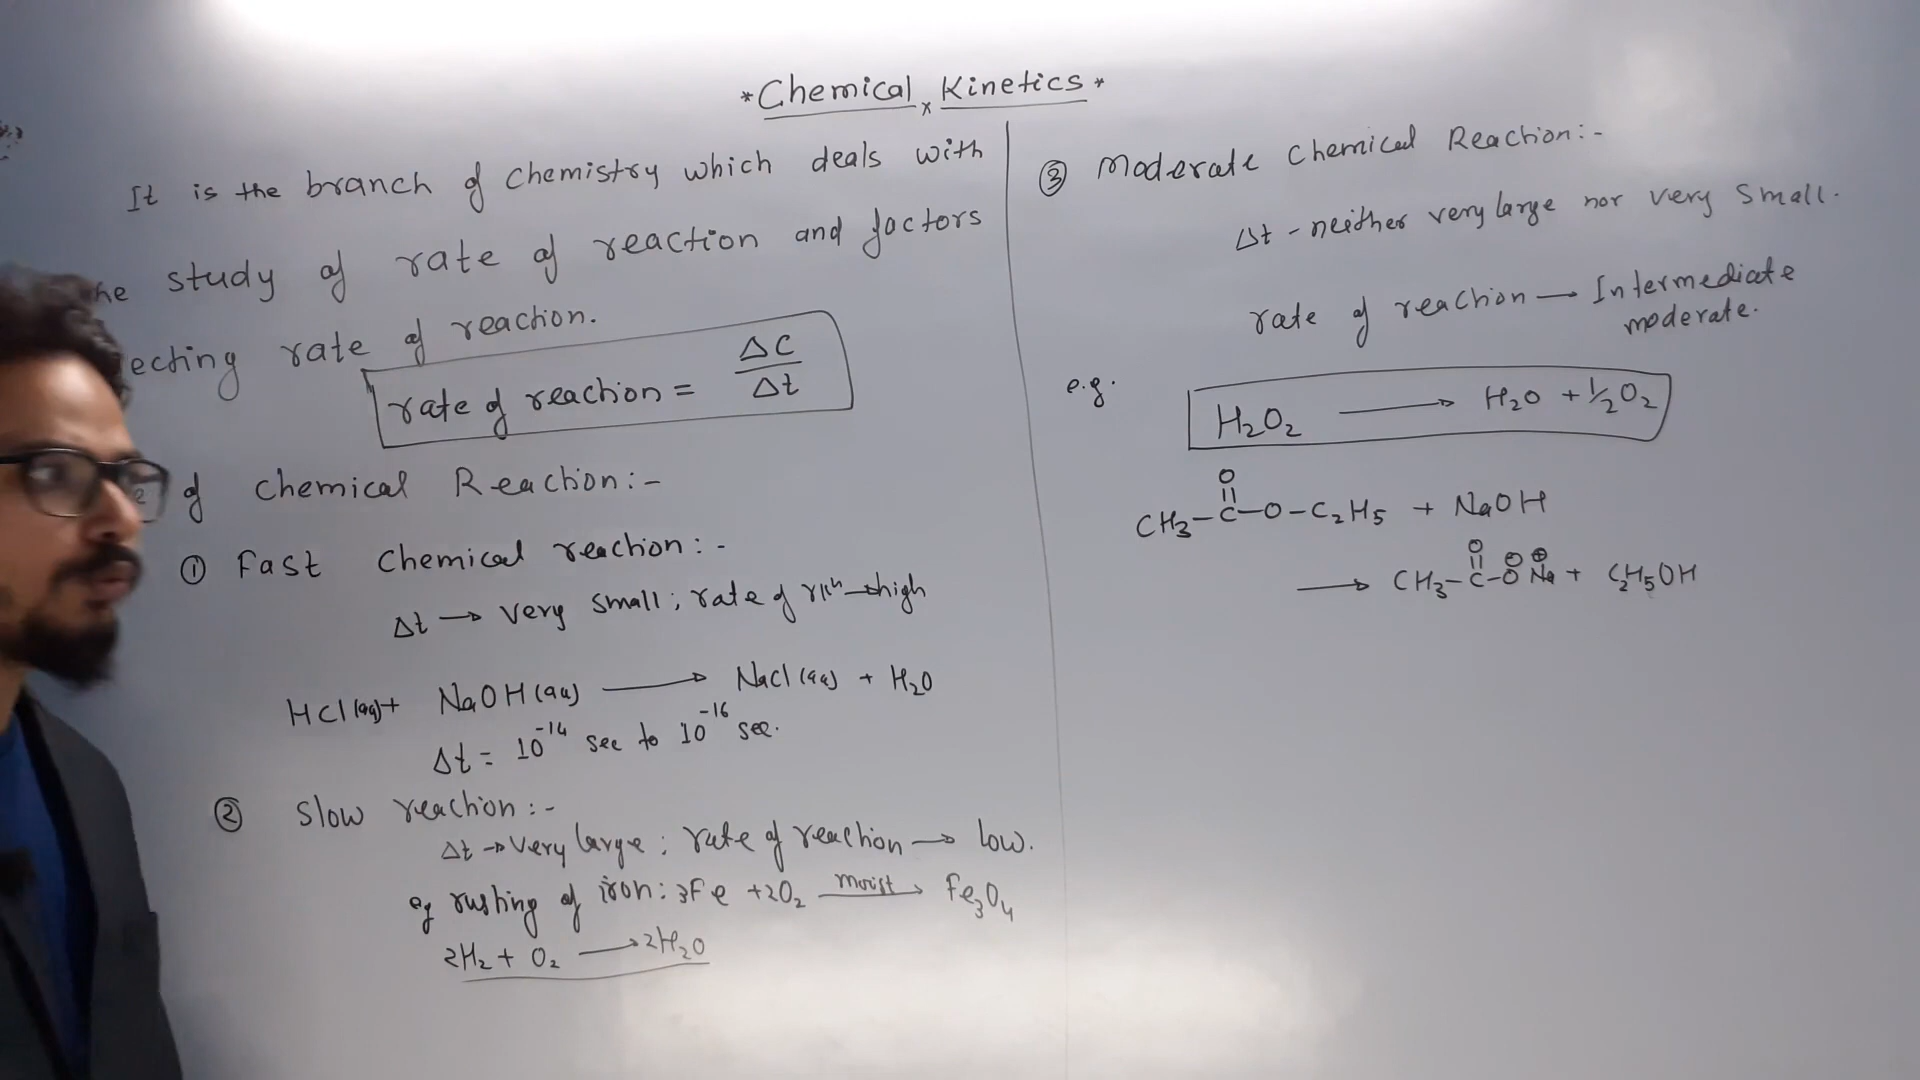 *Chemical Kinetics*
x
It is the branch of chemistry which deals with
he study of rate of reaction and factors
ecting rate of reaction.
rate of reaction = ΔC/Δt
e of chemical Reaction:-
① Fast Chemical reaction:-
Δt → very small; rate of rxn → high
HCl(aq) + NaOH(aq) → NaCl(aq) + H₂O
Δt = 10⁻¹⁴ sec to 10⁻¹⁶ sec.
② Slow reaction:-
Δt → Very large; rate of reaction → low.
eg rusting of iron: 3Fe + 2O₂ —moist→ Fe₃O₄
2H₂ + O₂ → 2H₂O
③ Moderate Chemical Reaction:-
Δt - neither very large nor very small.
rate of reaction → Intermediate
moderate.
e.g. H₂O₂ → H₂O + ½O₂
O
||
CH₃-C-O-C₂H₅ + NaOH
O ⊖ ⊕
||
→ CH₃-C-O Na + C₂H₅OH